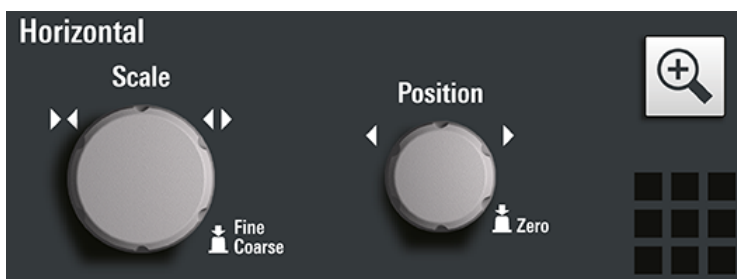 Horizontal
Scale
Position
Fine
Coarse
Zero